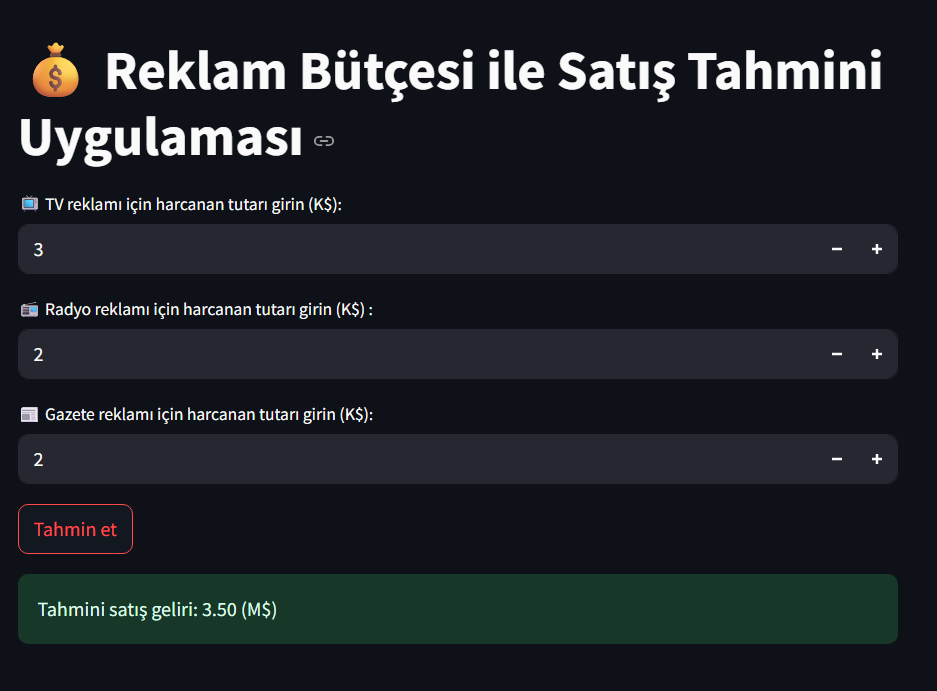 Reklam Bütçesi ile Satış Tahmini
Uygulaması
TV reklamı için harcanan tutarı girin (K$):
3
Radyo reklamı için harcanan tutarı girin (K$) :
2
Gazete reklamı için harcanan tutarı girin (K$):
2
Tahmin et
Tahmini satış geliri: 3.50 (M$)